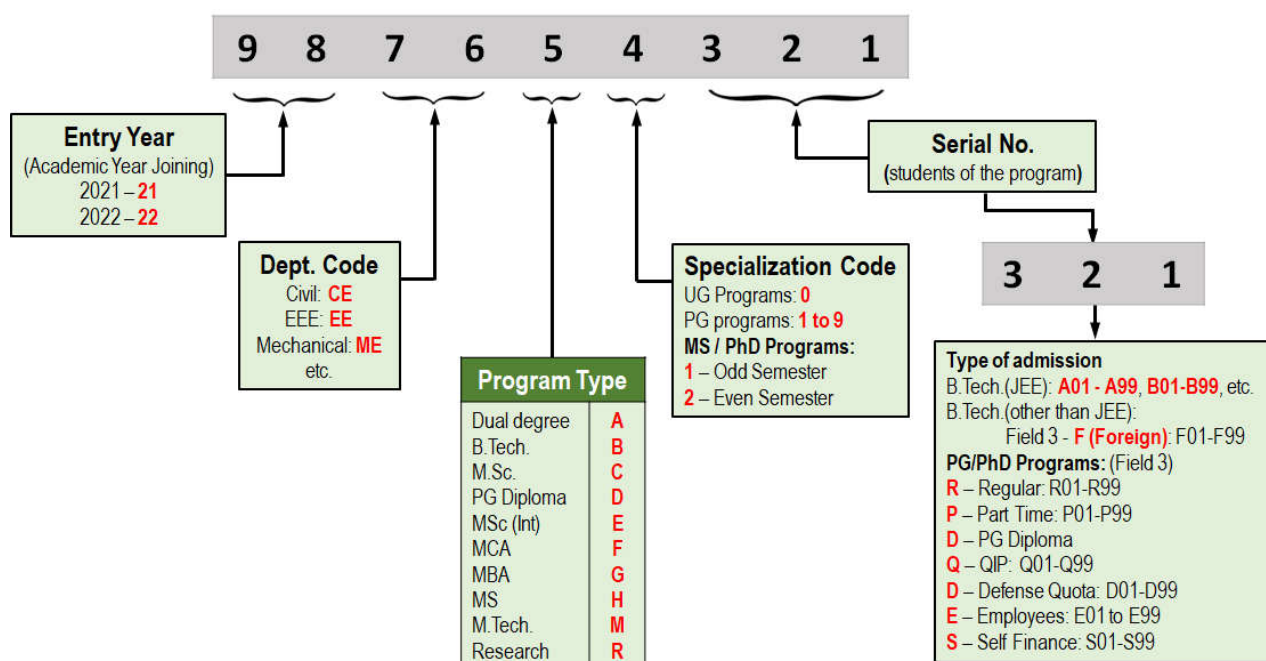 9 8 7 6 5 4 3 2 1
Entry Year
(Academic Year Joining)
2021 – 21
2022 – 22
Serial No.
(students of the program)
Dept. Code
Civil: CE
EEE: EE
Mechanical: ME
etc.
Specialization Code
UG Programs: 0
PG programs: 1 to 9
MS / PhD Programs:
1 – Odd Semester
2 – Even Semester
3 2 1
Program Type
Dual degree A
B.Tech. B
M.Sc. C
PG Diploma D
MSc (Int) E
MCA F
MBA G
MS H
M.Tech. M
Research R
Type of admission
B.Tech.(JEE): A01 - A99, B01-B99, etc.
B.Tech.(other than JEE):
Field 3 - F (Foreign): F01-F99
PG/PhD Programs: (Field 3)
R – Regular: R01-R99
P – Part Time: P01-P99
D – PG Diploma
Q – QIP: Q01-Q99
D – Defense Quota: D01-D99
E – Employees: E01 to E99
S – Self Finance: S01-S99